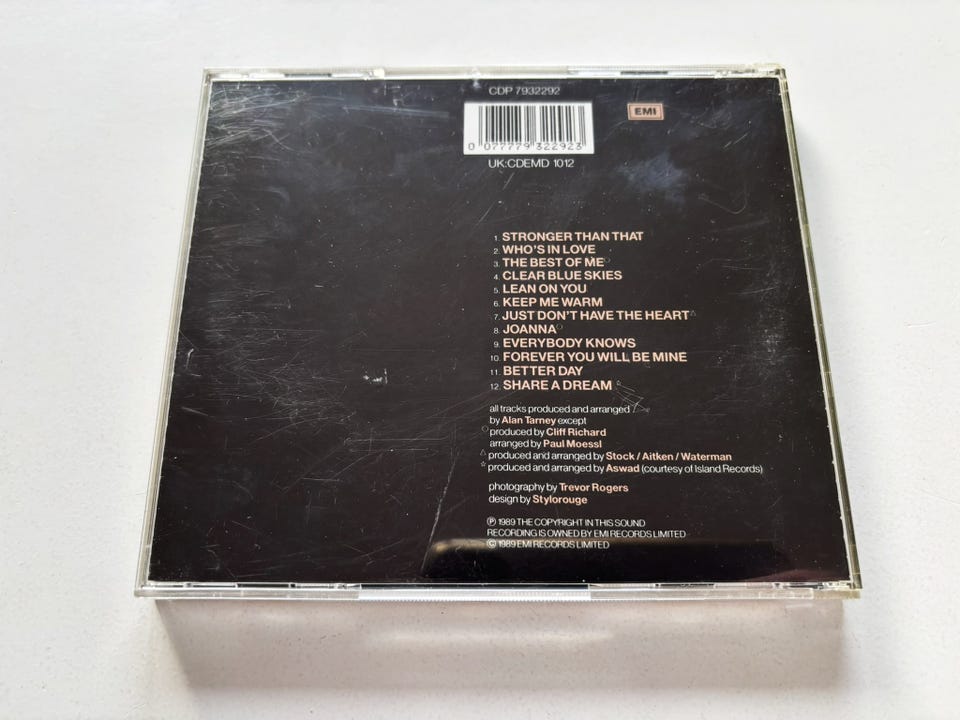 CDP 7932292
EMI
0 077779 322923
UK:CDEMD 1012
1. STRONGER THAN THAT
2. WHO'S IN LOVE
3. THE BEST OF ME○
4. CLEAR BLUE SKIES
5. LEAN ON YOU
6. KEEP ME WARM
7. JUST DON'T HAVE THE HEART△
8. JOANNA○
9. EVERYBODY KNOWS
10. FOREVER YOU WILL BE MINE
11. BETTER DAY
12. SHARE A DREAM☆
all tracks produced and arranged
by Alan Tarney except
○produced by Cliff Richard
arranged by Paul Moessl
△produced and arranged by Stock / Aitken / Waterman
☆produced and arranged by Aswad (courtesy of Island Records)
photography by Trevor Rogers
design by Stylorouge
℗ 1989 THE COPYRIGHT IN THIS SOUND
RECORDING IS OWNED BY EMI RECORDS LIMITED
© 1989 EMI RECORDS LIMITED